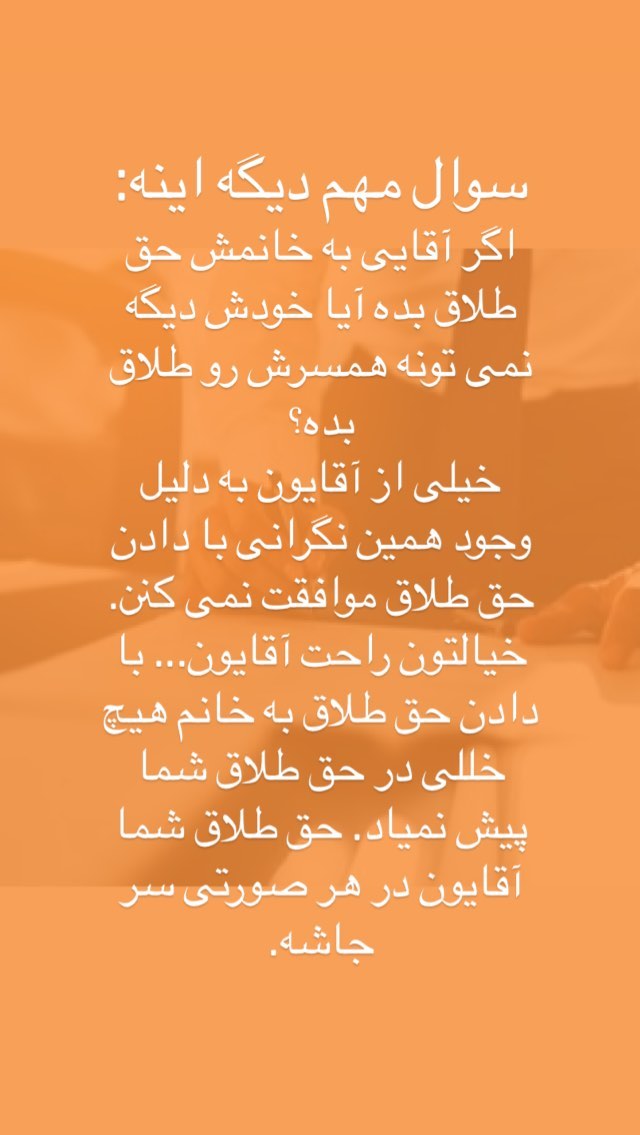 سوال مهم دیگه اینه:
اگر آقایی به خانمش حق
طلاق بده آیا خودش دیگه
نمی تونه همسرش رو طلاق
بده؟
خیلی از آقایون به دلیل
وجود همین نگرانی با دادن
حق طلاق موافقت نمی کنن.
خیالتون راحت آقایون... با
دادن حق طلاق به خانم هیچ
خللی در حق طلاق شما
پیش نمیاد. حق طلاق شما
آقایون در هر صورتی سر
جاشه.